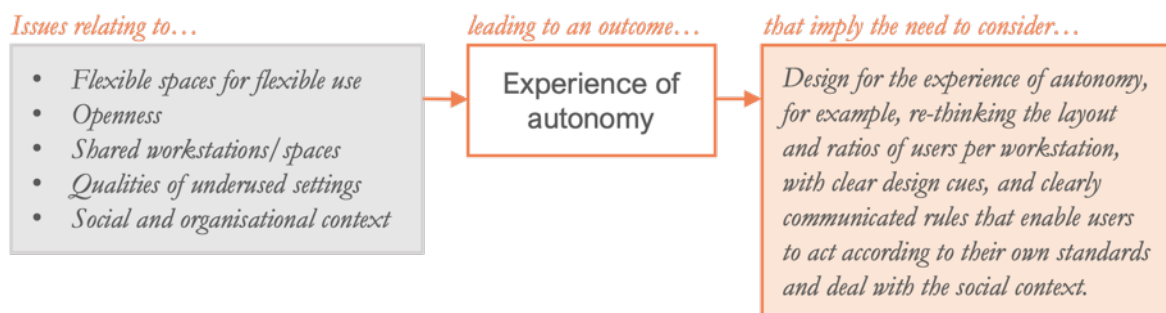 Issues relating to…
• Flexible spaces for flexible use
• Openness
• Shared workstations/spaces
• Qualities of underused settings
• Social and organisational context
leading to an outcome…
Experience of
autonomy
that imply the need to consider…
Design for the experience of autonomy,
for example, re-thinking the layout
and ratios of users per workstation,
with clear design cues, and clearly
communicated rules that enable users
to act according to their own standards
and deal with the social context.